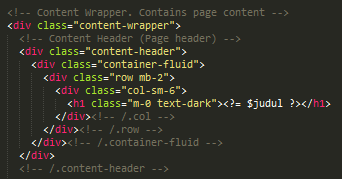 <!-- Content Wrapper. Contains page content -->
<div class="content-wrapper">
<!-- Content Header (Page header) -->
<div class="content-header">
<div class="container-fluid">
<div class="row mb-2">
<div class="col-sm-6">
<h1 class="m-0 text-dark"><?= $judul ?></h1>
</div><!-- /.col -->
</div><!-- /.row -->
</div><!-- /.container-fluid -->
</div>
<!-- /.content-header -->